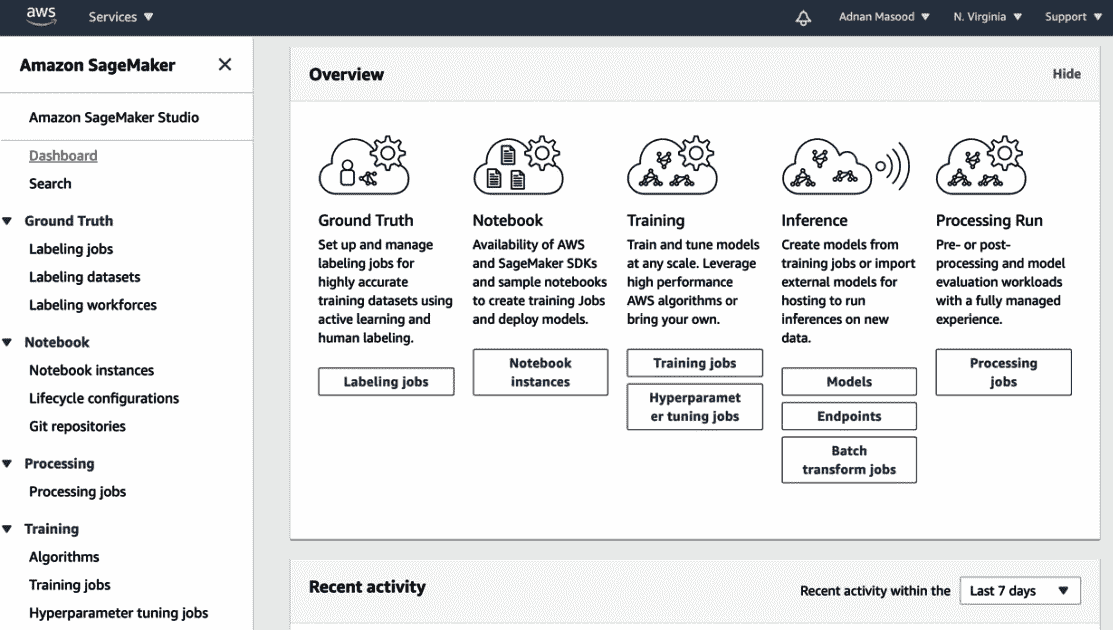 aws
Services
Adnan Masood
N. Virginia
Support
Amazon SageMaker
Amazon SageMaker Studio
Dashboard
Search
Ground Truth
Labeling jobs
Labeling datasets
Labeling workforces
Notebook
Notebook instances
Lifecycle configurations
Git repositories
Processing
Processing jobs
Training
Algorithms
Training jobs
Hyperparameter tuning jobs
Overview
Hide
Ground Truth
Set up and manage
labeling jobs for
highly accurate
training datasets using
active learning and
human labeling.
Labeling jobs
Notebook
Availability of AWS
and SageMaker SDKs
and sample notebooks
to create training Jobs
and deploy models.
Notebook
instances
Training
Train and tune models
at any scale. Leverage
high performance
AWS algorithms or
bring your own.
Training jobs
Hyperparamet
er tuning jobs
Inference
Create models from
training jobs or import
external models for
hosting to run
inferences on new
data.
Models
Endpoints
Batch
transform jobs
Processing Run
Pre- or post-
processing and model
evaluation workloads
with a fully managed
experience.
Processing
jobs
Recent activity
Recent activity within the
Last 7 days